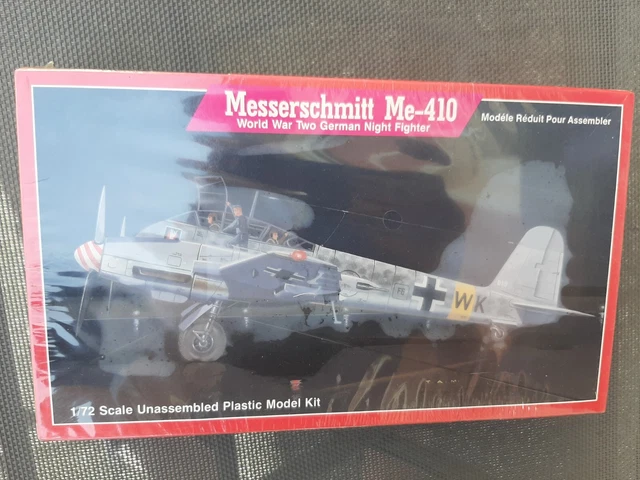 Messerschmitt Me-410
World War Two German Night Fighter
Modéle Réduit Pour Assembler
WK
1/72 Scale Unassembled Plastic Model Kit